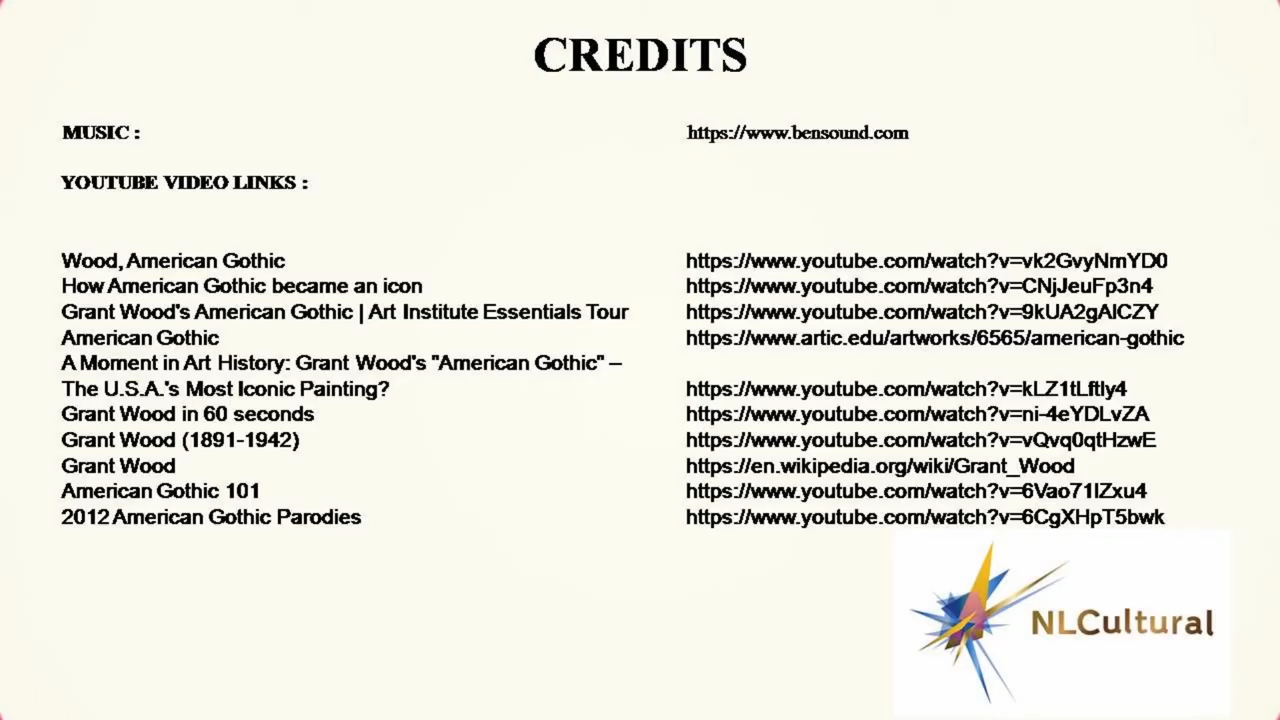 CREDITS
MUSIC : https://www.bensound.com
YOUTUBE VIDEO LINKS :
Wood, American Gothic https://www.youtube.com/watch?v=vk2GvyNmYD0
How American Gothic became an icon https://www.youtube.com/watch?v=CNjJeuFp3n4
Grant Wood's American Gothic | Art Institute Essentials Tour https://www.youtube.com/watch?v=9kUA2gAlCZY
American Gothic https://www.artic.edu/artworks/6565/american-gothic
A Moment in Art History: Grant Wood's "American Gothic" –
The U.S.A.'s Most Iconic Painting? https://www.youtube.com/watch?v=kLZ1tLftIy4
Grant Wood in 60 seconds https://www.youtube.com/watch?v=ni-4eYDLvZA
Grant Wood (1891-1942) https://www.youtube.com/watch?v=vQvq0qtHzwE
Grant Wood https://en.wikipedia.org/wiki/Grant_Wood
American Gothic 101 https://www.youtube.com/watch?v=6Vao71IZxu4
2012 American Gothic Parodies https://www.youtube.com/watch?v=6CgXHpT5bwk
NLCultural